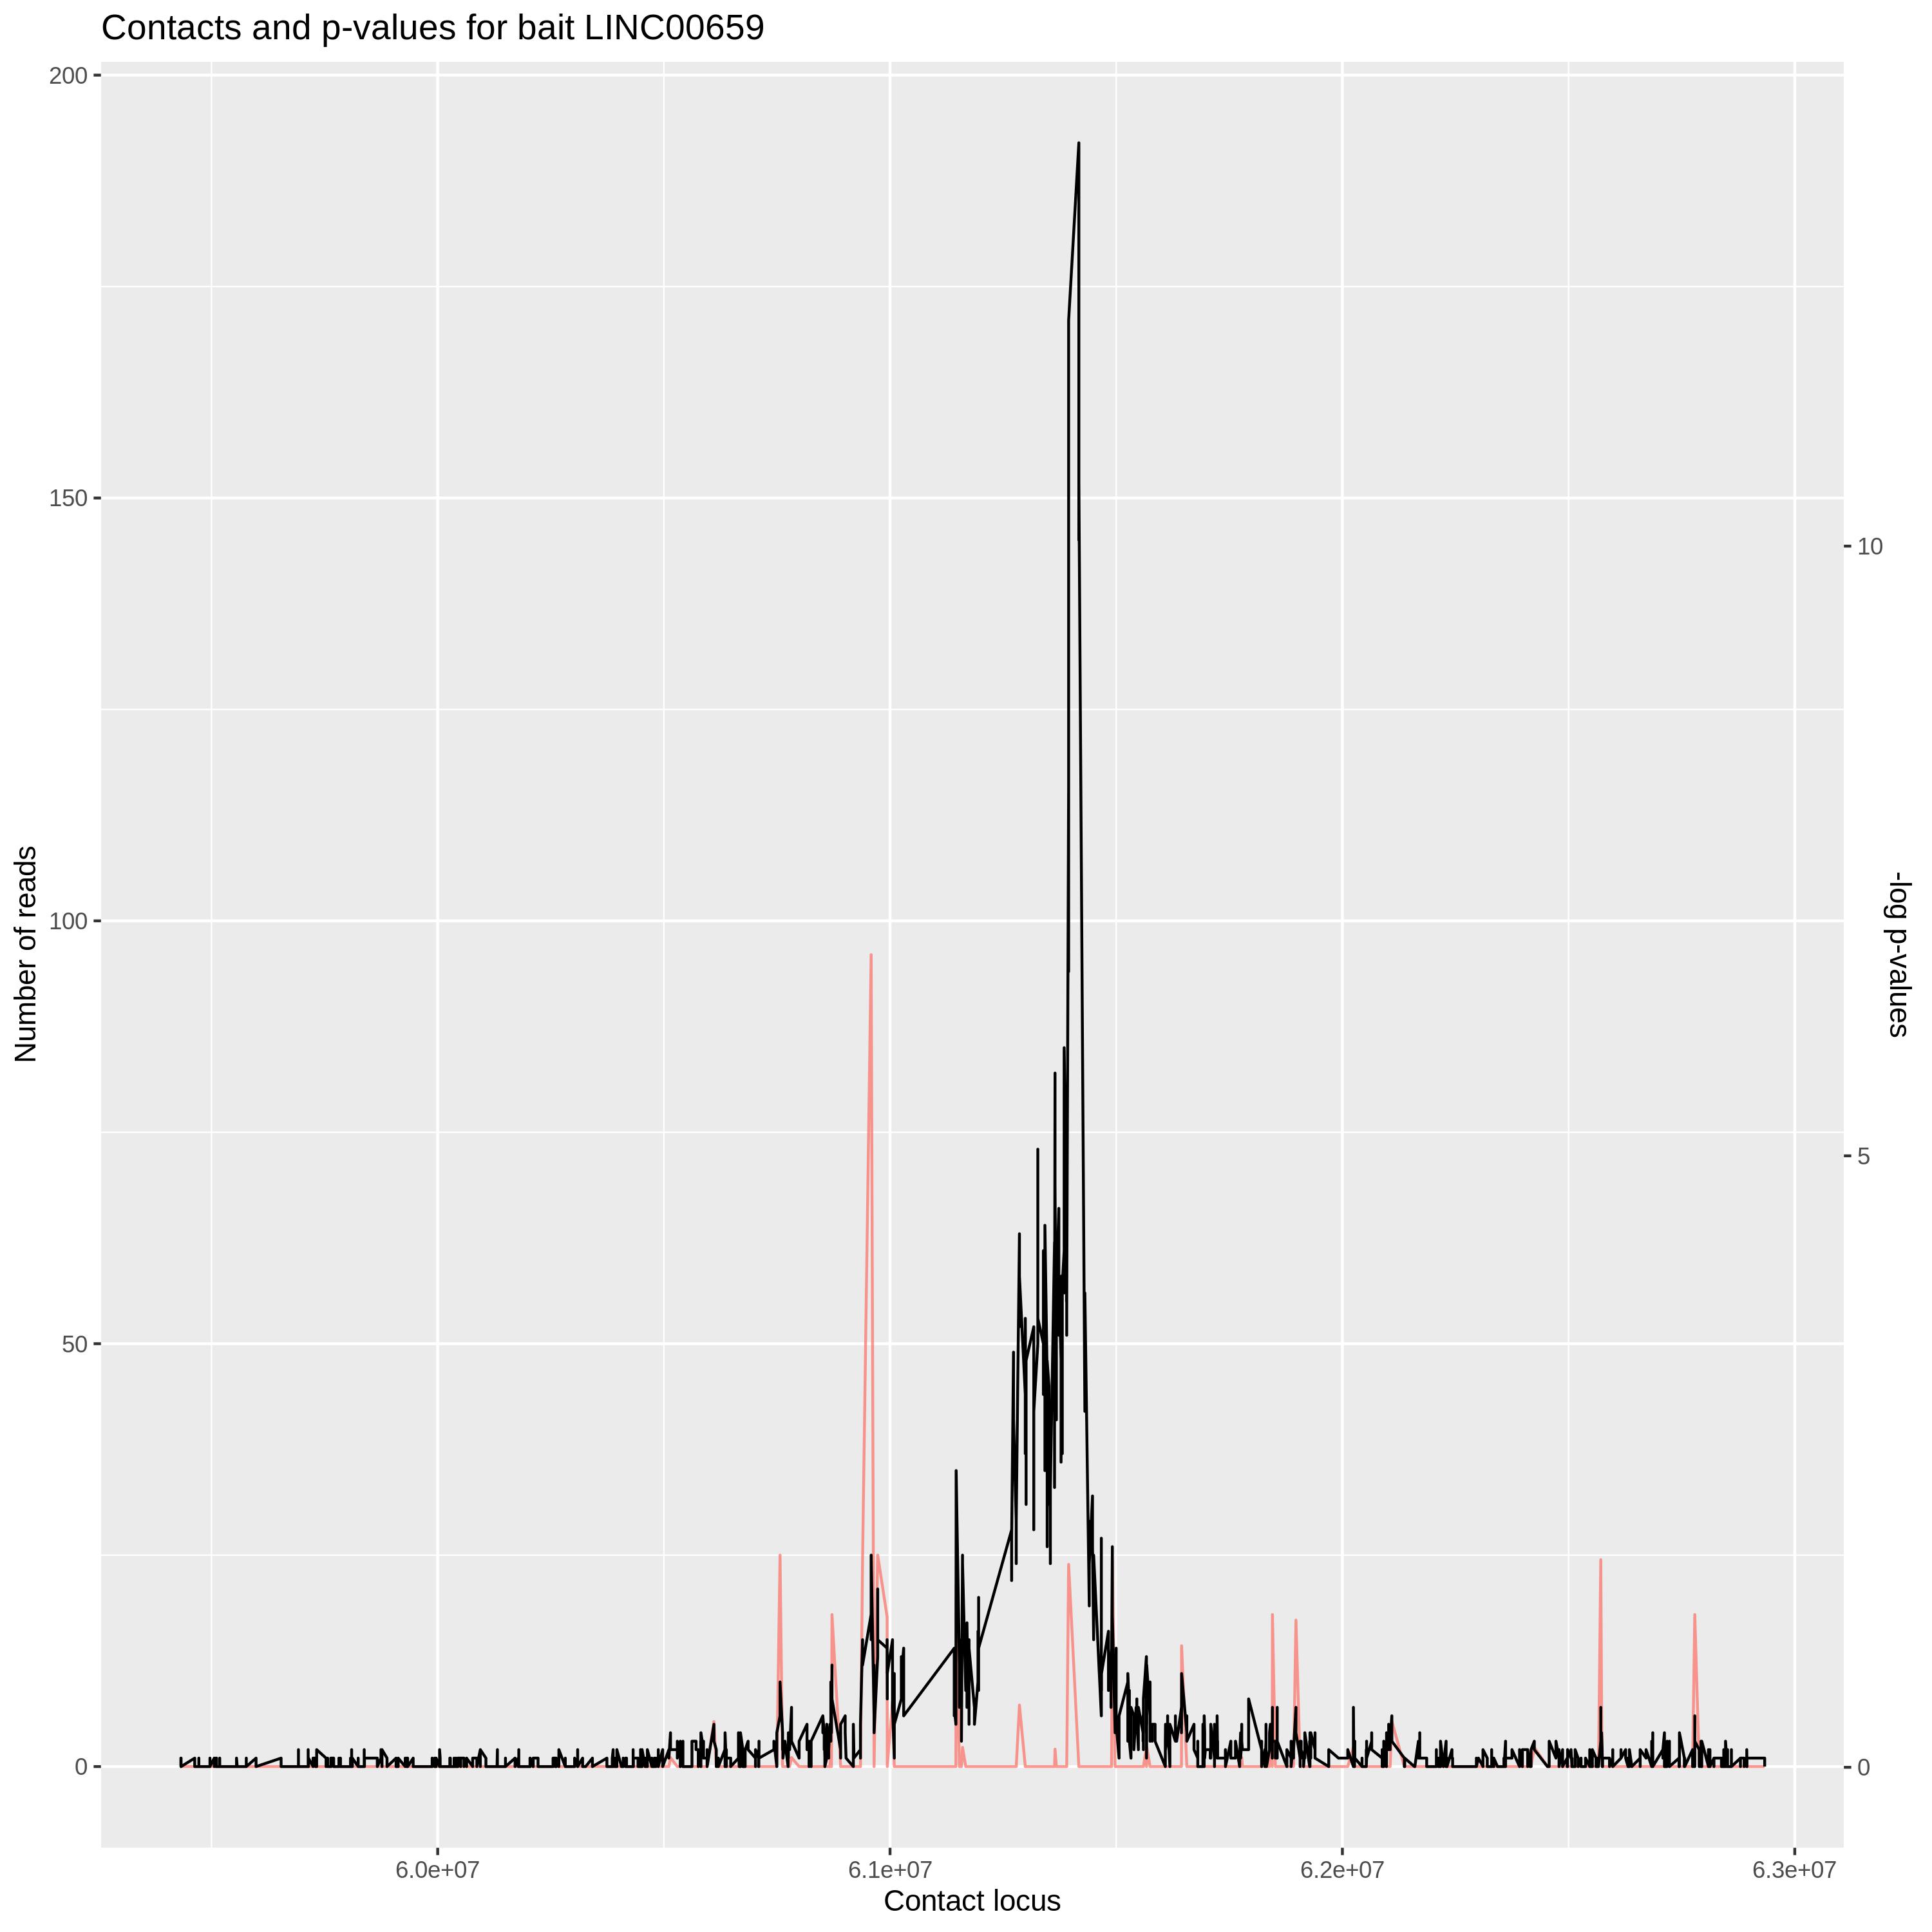 Contacts and p-values for bait LINC00659
200
150
100
50
0
Number of reads
10
5
0
-log p-values
6.0e+07
6.1e+07
6.2e+07
6.3e+07
Contact locus